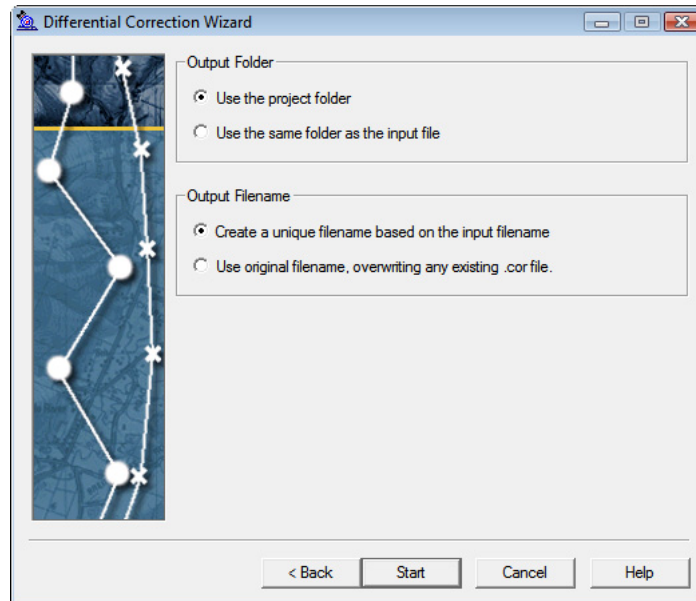 Differential Correction Wizard
Output Folder
Use the project folder
Use the same folder as the input file
Output Filename
Create a unique filename based on the input filename
Use original filename, overwriting any existing .cor file.
< Back
Start
Cancel
Help